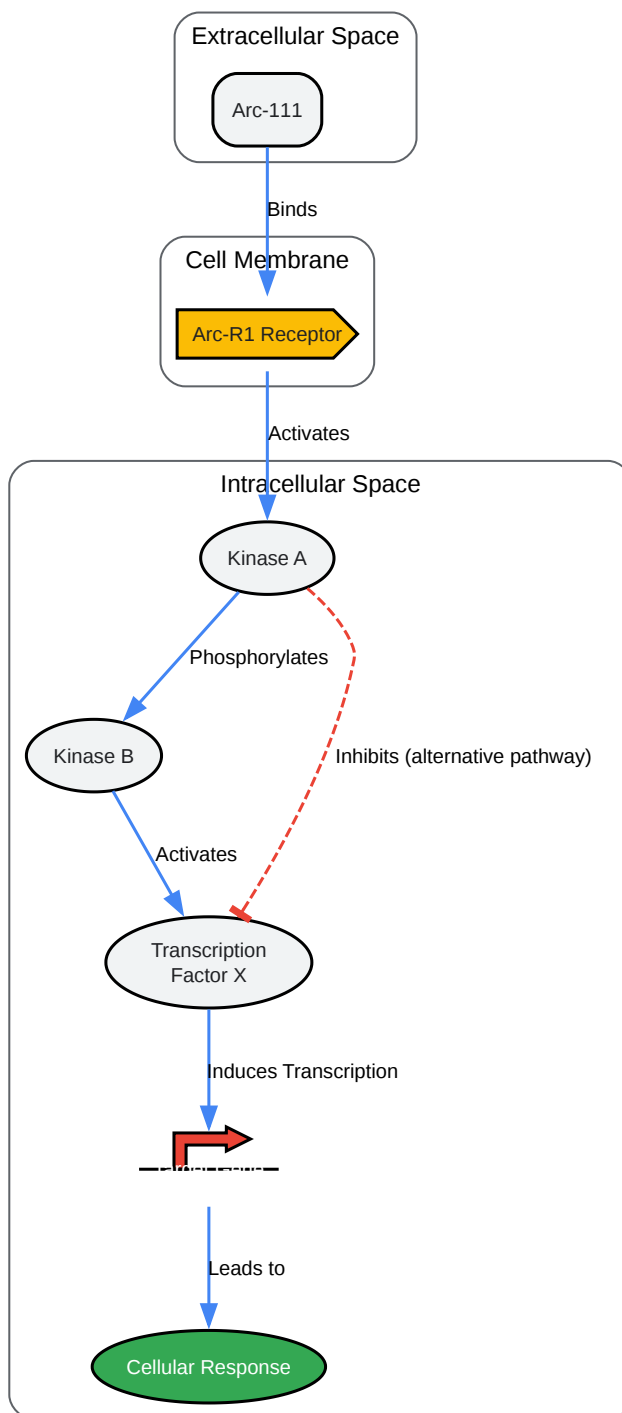 Extracellular Space
Arc-111
Binds
Cell Membrane
Arc-R1 Receptor
Activates
Intracellular Space
Kinase A
Phosphorylates
Kinase B
Inhibits (alternative pathway)
Activates
Transcription
Factor X
Induces Transcription
Leads to
Cellular Response